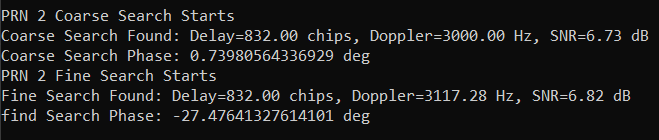 PRN 2 Coarse Search Starts
Coarse Search Found: Delay=832.00 chips, Doppler=3000.00 Hz, SNR=6.73 dB
Coarse Search Phase: 0.73980564336929 deg
PRN 2 Fine Search Starts
Fine Search Found: Delay=832.00 chips, Doppler=3117.28 Hz, SNR=6.82 dB
find Search Phase: -27.47641327614101 deg